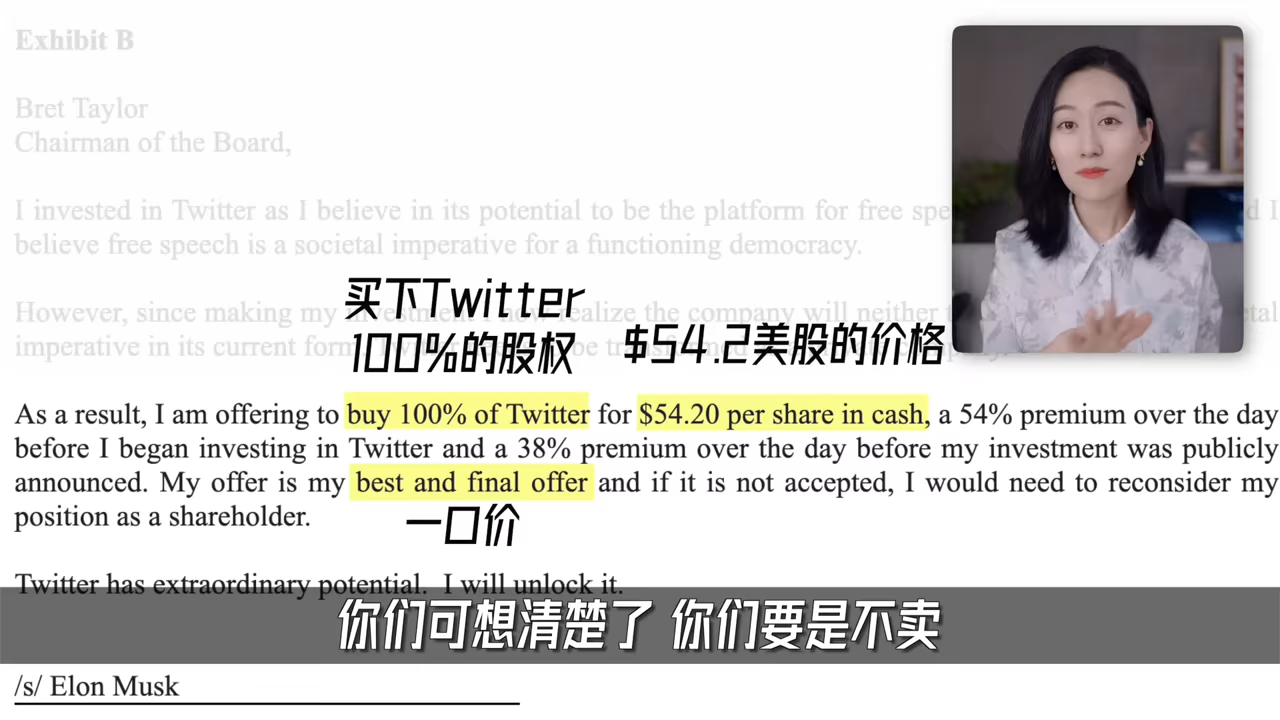 Exhibit B
Bret Taylor
Chairman of the Board,
I invested in Twitter as I believe in its potential to be the platform for free spe d I
believe free speech is a societal imperative for a functioning democracy.
买下Twitter
100%的股权
$54.2美股的价格
However, since making my realize the company will neither etal
imperative in its current form. be transformed
As a result, I am offering to buy 100% of Twitter for $54.20 per share in cash, a 54% premium over the day
before I began investing in Twitter and a 38% premium over the day before my investment was publicly
announced. My offer is my best and final offer and if it is not accepted, I would need to reconsider my
position as a shareholder.
一口价
Twitter has extraordinary potential. I will unlock it.
你们可想清楚了 你们要是不卖
/s/ Elon Musk